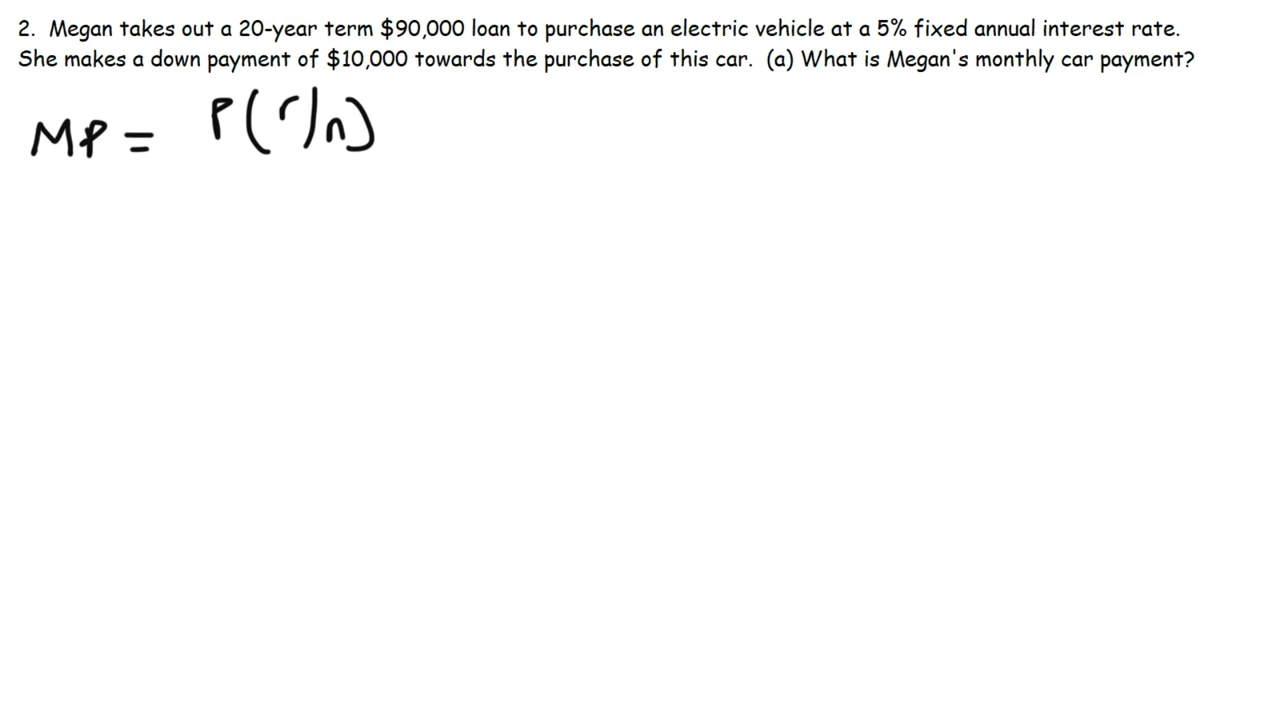 2. Megan takes out a 20-year term $90,000 loan to purchase an electric vehicle at a 5% fixed annual interest rate.
She makes a down payment of $10,000 towards the purchase of this car. (a) What is Megan's monthly car payment?
MP = P(r/n)